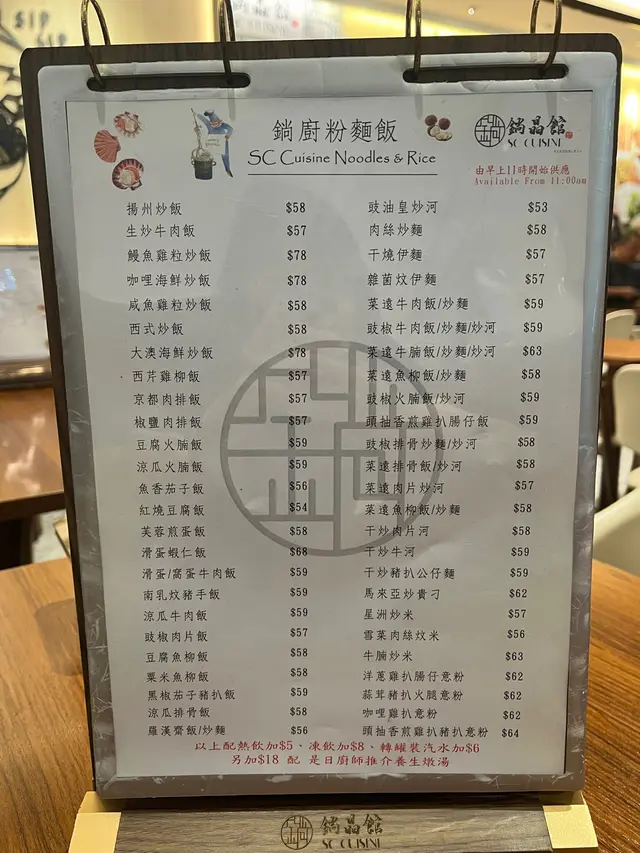 SIP
SIP
鍋廚粉麵飯
SC Cuisine Noodles & Rice
鍋晶館
SC CUISINE
由早上11時開始供應
Available From 11:00am
揚州炒飯 $58
生炒牛肉飯 $57
鰻魚雞粒炒飯 $78
咖哩海鮮炒飯 $78
咸魚雞粒炒飯 $58
西式炒飯 $58
大澳海鮮炒飯 $78
西芹雞柳飯 $57
京都肉排飯 $57
椒鹽肉排飯 $57
豆腐火腩飯 $59
涼瓜火腩飯 $59
魚香茄子飯 $56
紅燒豆腐飯 $54
芙蓉煎蛋飯 $58
滑蛋蝦仁飯 $68
滑蛋/窩蛋牛肉飯 $59
南乳炆豬手飯 $59
涼瓜牛肉飯 $59
豉椒肉片飯 $57
豆腐魚柳飯 $58
粟米魚柳飯 $58
黑椒茄子豬扒飯 $59
涼瓜排骨飯 $58
羅漢齋飯/炒麵 $56
豉油皇炒河 $53
肉絲炒麵 $58
干燒伊麵 $57
雜菌炆伊麵 $57
菜遠牛肉飯/炒麵 $59
豉椒牛肉飯/炒麵/炒河 $59
菜遠牛腩飯/炒麵/炒河 $63
菜遠魚柳飯/炒麵 $58
豉椒火腩飯/炒河 $59
頭抽香煎雞扒腸仔飯 $59
豉椒排骨炒麵/炒河 $58
菜遠排骨飯/炒河 $58
菜遠肉片炒河 $57
菜遠魚柳飯/炒麵 $58
干炒肉片河 $58
干炒牛河 $59
干炒豬扒公仔麵 $59
馬來亞炒貴刁 $62
星洲炒米 $57
雪菜肉絲炆米 $56
牛腩炒米 $63
洋蔥雞扒腸仔意粉 $62
蒜茸豬扒火腿意粉 $62
咖哩雞扒意粉 $62
頭抽香煎雞扒豬扒意粉 $64
以上配熱飲加$5、凍飲加$8、轉罐裝汽水加$6
另加$18 配 是日廚師推介養生燉湯
鍋晶館
SC CUISINE